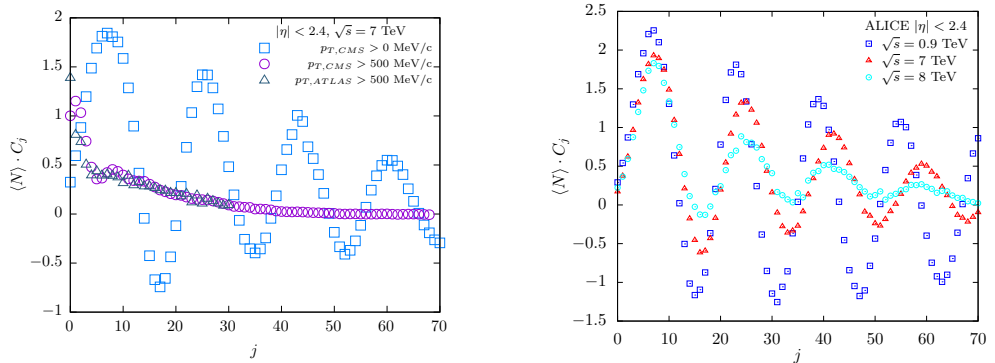 |η| < 2.4, √s = 7 TeV
p_{T,CMS} > 0 MeV/c
p_{T,CMS} > 500 MeV/c
p_{T,ATLAS} > 500 MeV/c
⟨N⟩ · C_j
2
1.5
1
0.5
0
−0.5
−1
0 10 20 30 40 50 60 70
j
ALICE |η| < 2.4
√s = 0.9 TeV
√s = 7 TeV
√s = 8 TeV
⟨N⟩ · C_j
2.5
2
1.5
1
0.5
0
-0.5
-1
-1.5
0 10 20 30 40 50 60 70
j